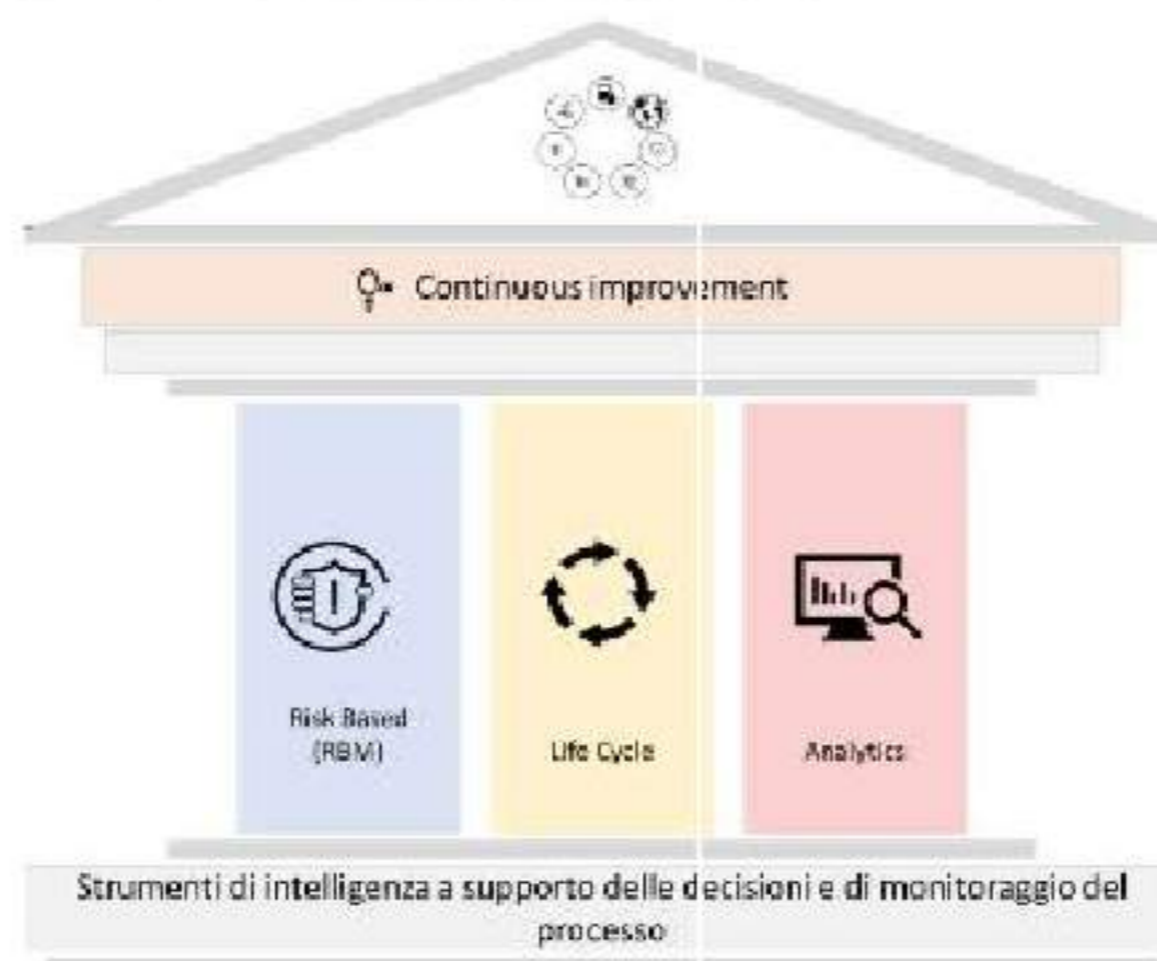 Continuous improvement
Risk Based
(RBM)
Life Cycle
Analytics
Strumenti di intelligenza a supporto delle decisioni e di monitoraggio del
processo